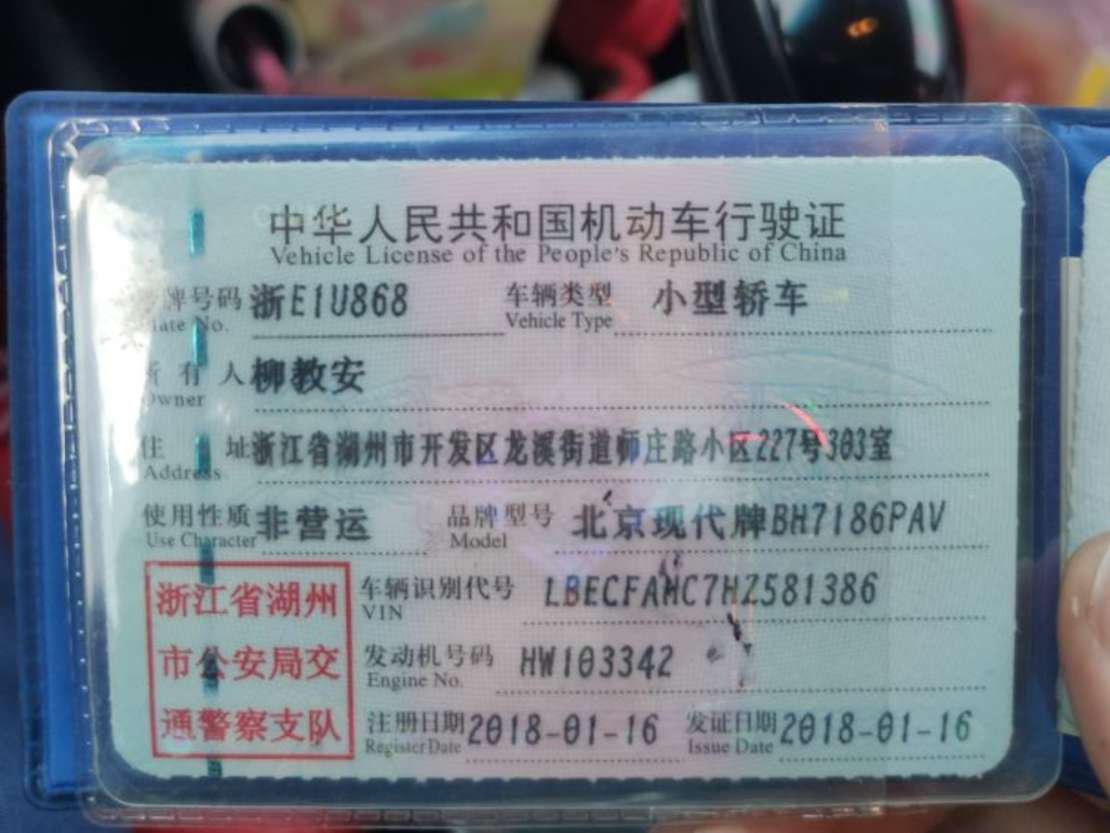 中华人民共和国机动车行驶证
Vehicle License of the People's Republic of China
号牌号码 浙E1U868 车辆类型 小型轿车
Plate No. Vehicle Type
所有人 柳教安
Owner
住址 浙江省湖州市开发区龙溪街道师庄路小区227号303室
Address
使用性质 非营运 品牌型号 北京现代牌BH7186PAV
Use Character Model
浙江省湖州
市公安局交
通警察支队
车辆识别代号 LBECFAHC7HZ581386
VIN
发动机号码 HW103342
Engine No.
注册日期 2018-01-16 发证日期 2018-01-16
Register Date Issue Date